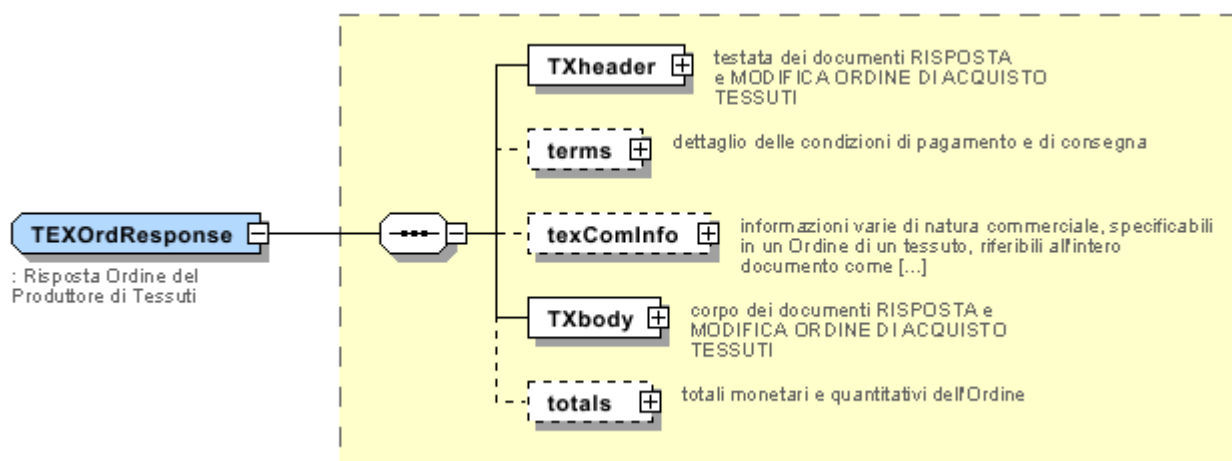 TXheader
testata dei documenti RISPOSTA
e MODIFICA ORDINE DI ACQUISTO
TESSUTI
terms
dettaglio delle condizioni di pagamento e di consegna
TEXOrdResponse
: Risposta Ordine del
Produttore di Tessuti
texComInfo
informazioni varie di natura commerciale, specificabili
in un Ordine di un tessuto, riferibili all'intero
documento come [...]
TXbody
corpo dei documenti RISPOSTA e
MODIFICA ORDINE DI ACQUISTO
TESSUTI
totals
totali monetari e quantitativi dell'Ordine